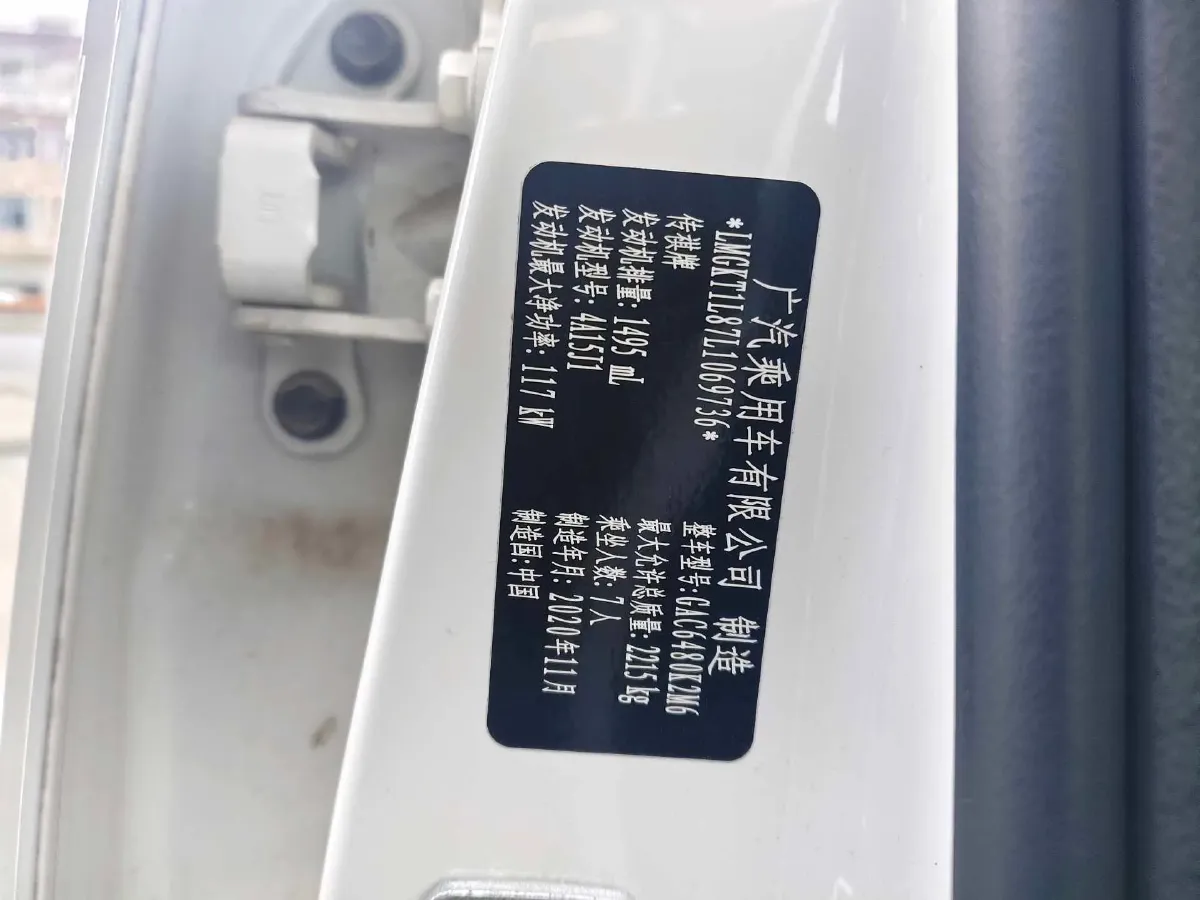 广汽乘用车有限公司 制造
*LMGKT1L87L1069736*
传祺牌 整车型号:GAC6480K2M6
发动机排量: 1495 mL 最大允许总质量: 2215 kg
发动机型号: 4A15J1 乘坐人数: 7人
发动机最大净功率: 117 kW 制造年月: 2020年11月
制造国: 中国